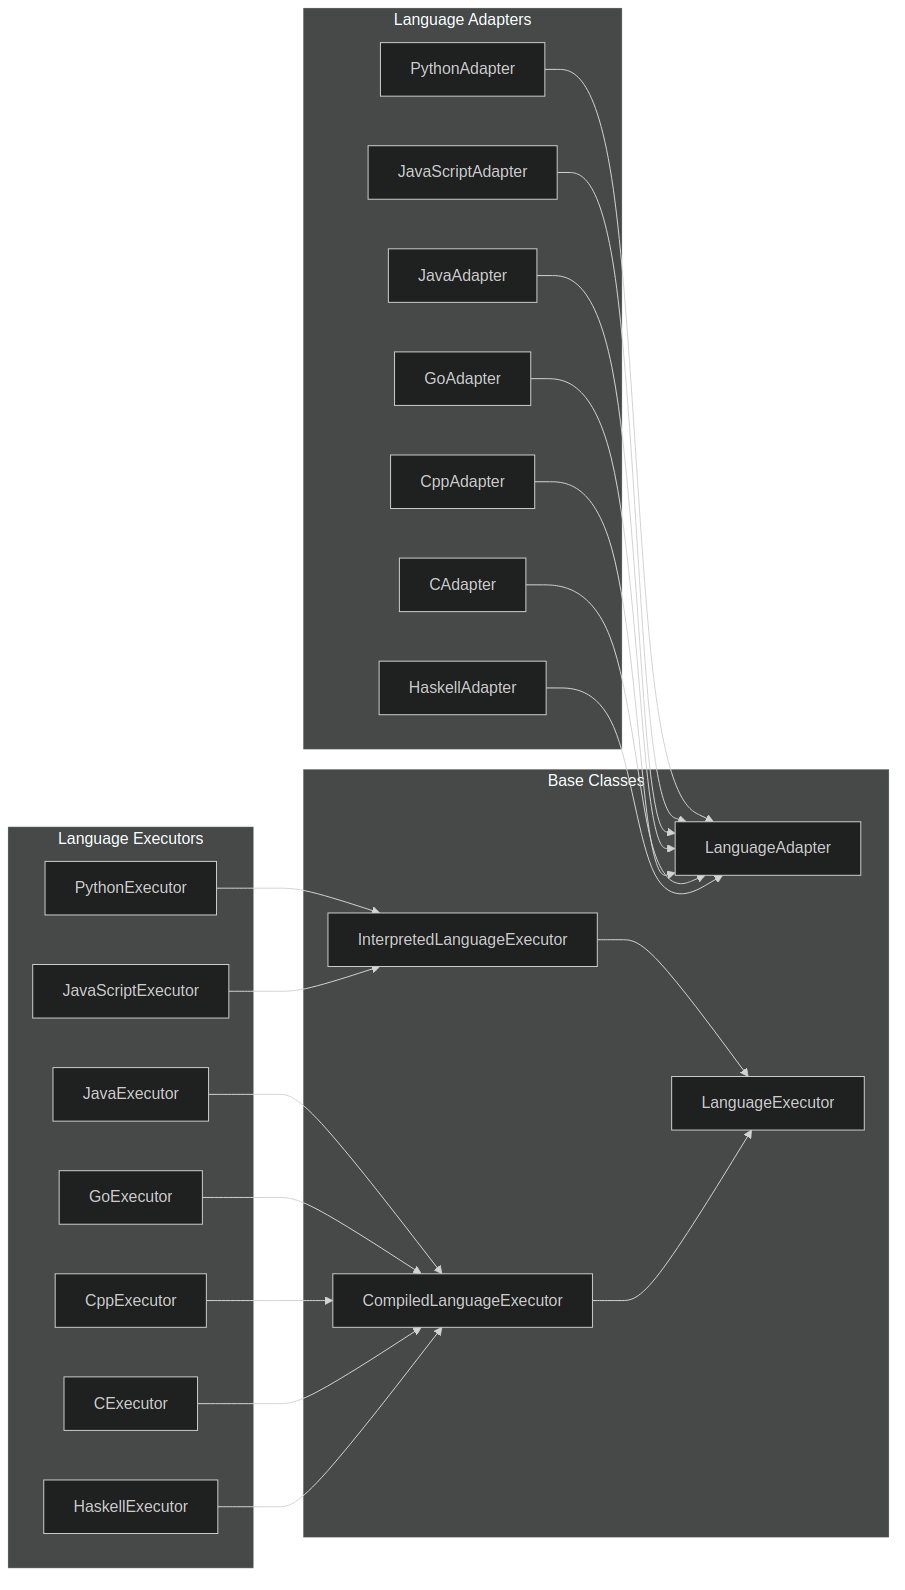 Language Adapters
PythonAdapter
JavaScriptAdapter
JavaAdapter
GoAdapter
CppAdapter
CAdapter
HaskellAdapter
Base Classes
LanguageAdapter
InterpretedLanguageExecutor
LanguageExecutor
CompiledLanguageExecutor
Language Executors
PythonExecutor
JavaScriptExecutor
JavaExecutor
GoExecutor
CppExecutor
CExecutor
HaskellExecutor